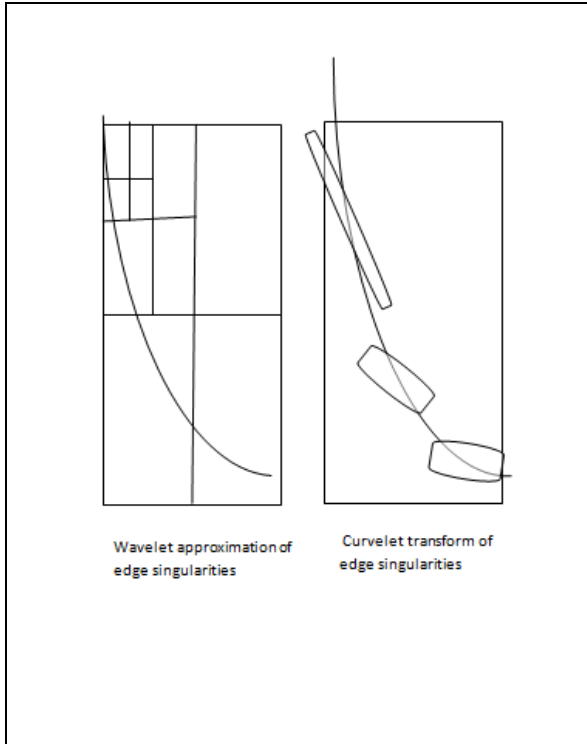 Wavelet approximation of
edge singularities
Curvelet transform of
edge singularities